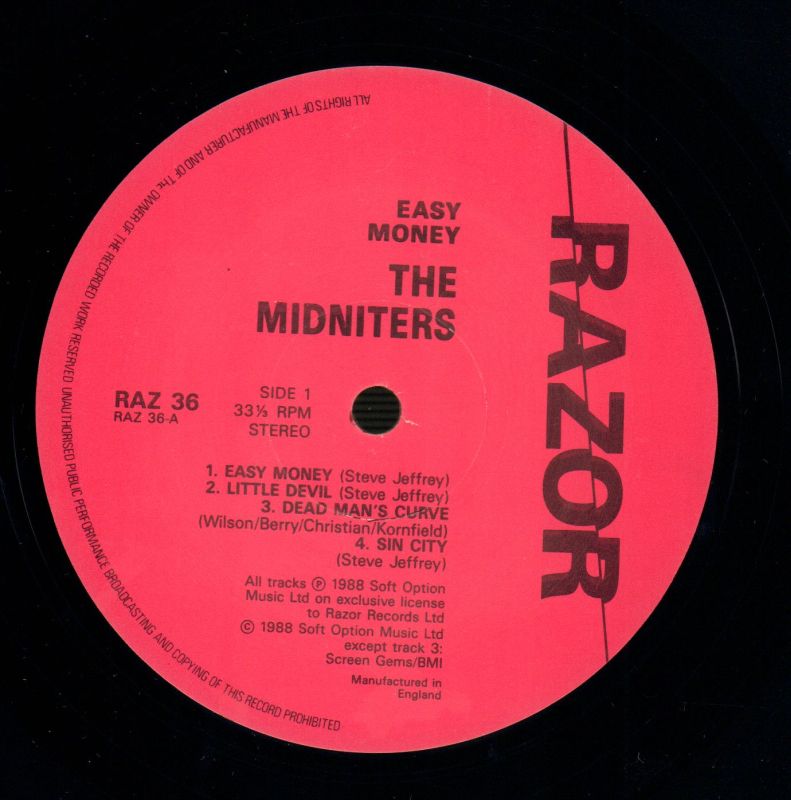 ALL RIGHTS OF THE MANUFACTURER AND OF THE OWNER OF THE RECORDED WORK RESERVED UNAUTHORISED PUBLIC PERFORMANCE BROADCASTING AND COPYING OF THIS RECORD PROHIBITED
EASY
MONEY
THE
MIDNITERS
RAZOR
RAZ 36
RAZ 36-A
SIDE 1
33⅓ RPM
STEREO
1. EASY MONEY (Steve Jeffrey)
2. LITTLE DEVIL (Steve Jeffrey)
3. DEAD MAN'S CURVE
(Wilson/Berry/Christian/Kornfield)
4. SIN CITY
(Steve Jeffrey)
All tracks ℗ 1988 Soft Option
Music Ltd on exclusive license
to Razor Records Ltd
© 1988 Soft Option Music Ltd
except track 3:
Screen Gems/BMI
Manufactured in
England